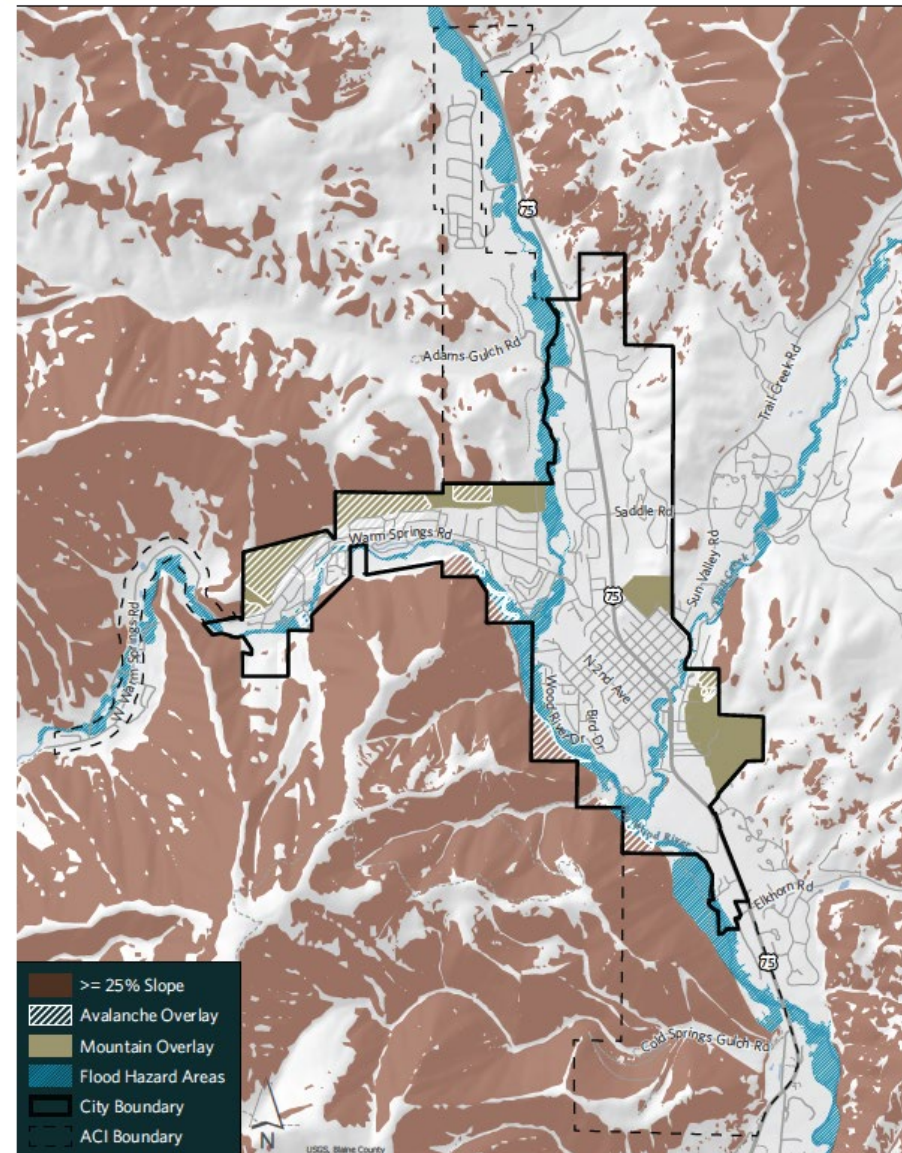 75
Adams Gulch Rd
Trail Creek Rd
Saddle Rd
Warm Springs Rd
Sun Valley Rd
75
W Warm Springs Rd
N 2nd Ave
Wood River Dr
Bird Dr
Wood River
Elkhorn Rd
75
Cold Springs Gulch Rd
>= 25% Slope
Avalanche Overlay
Mountain Overlay
Flood Hazard Areas
City Boundary
ACI Boundary
N
USGS, Blaine County